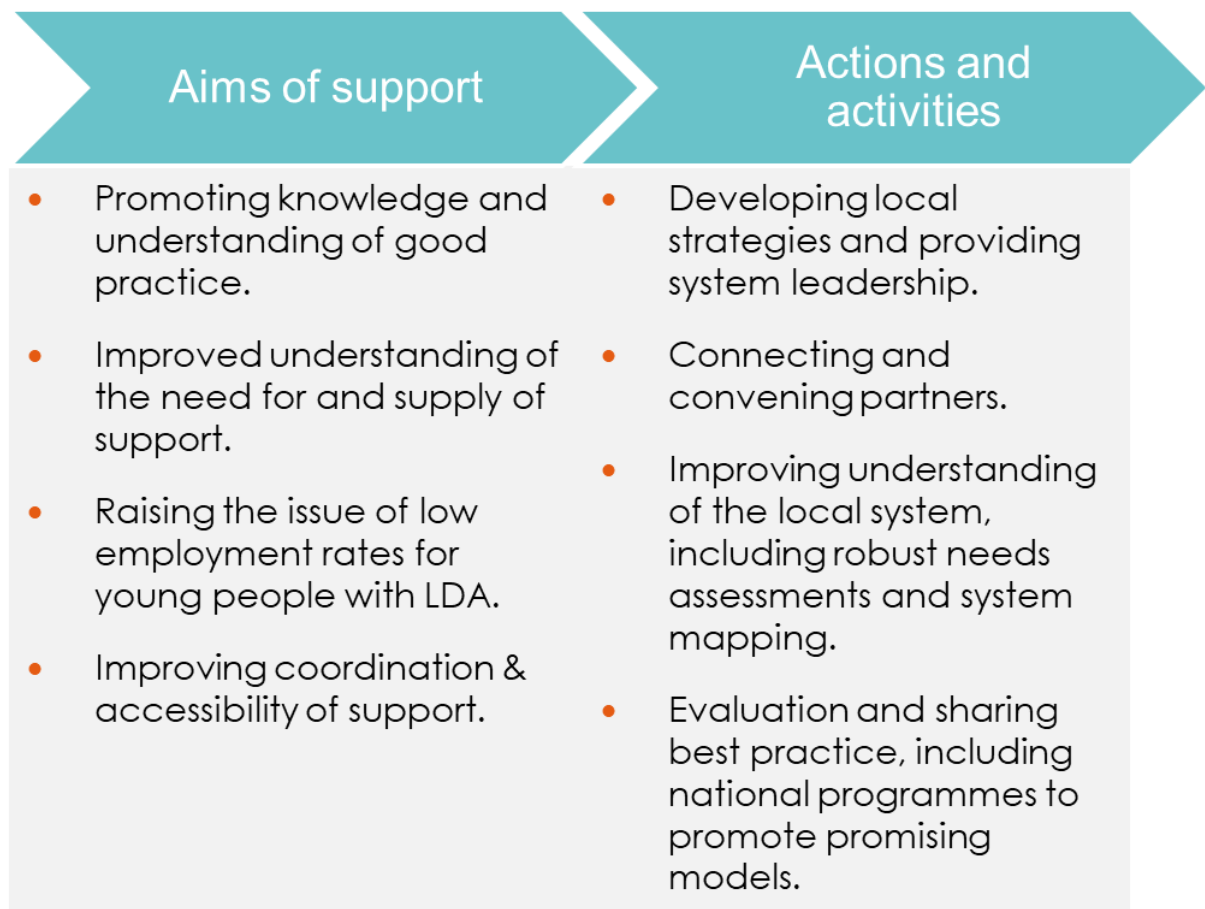 Aims of support
Actions and
activities
• Promoting knowledge and
understanding of good
practice.
• Improved understanding of
the need for and supply of
support.
• Raising the issue of low
employment rates for
young people with LDA.
• Improving coordination &
accessibility of support.
• Developing local
strategies and providing
system leadership.
• Connecting and
convening partners.
• Improving understanding
of the local system,
including robust needs
assessments and system
mapping.
• Evaluation and sharing
best practice, including
national programmes to
promote promising
models.